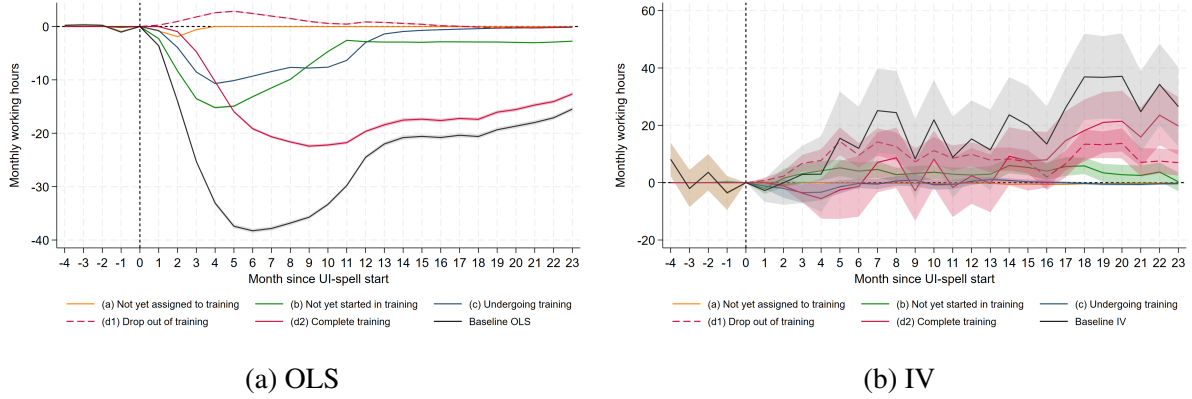 Monthly working hours
0
-10
-20
-30
-40
-4 -3 -2 -1 0 1 2 3 4 5 6 7 8 9 10 11 12 13 14 15 16 17 18 19 20 21 22 23
Month since UI-spell start
(a) Not yet assigned to training
(b) Not yet started in training
(c) Undergoing training
(d1) Drop out of training
(d2) Complete training
Baseline OLS
(a) OLS
Monthly working hours
60
40
20
0
-20
-4 -3 -2 -1 0 1 2 3 4 5 6 7 8 9 10 11 12 13 14 15 16 17 18 19 20 21 22 23
Month since UI-spell start
(a) Not yet assigned to training
(b) Not yet started in training
(c) Undergoing training
(d1) Drop out of training
(d2) Complete training
Baseline IV
(b) IV